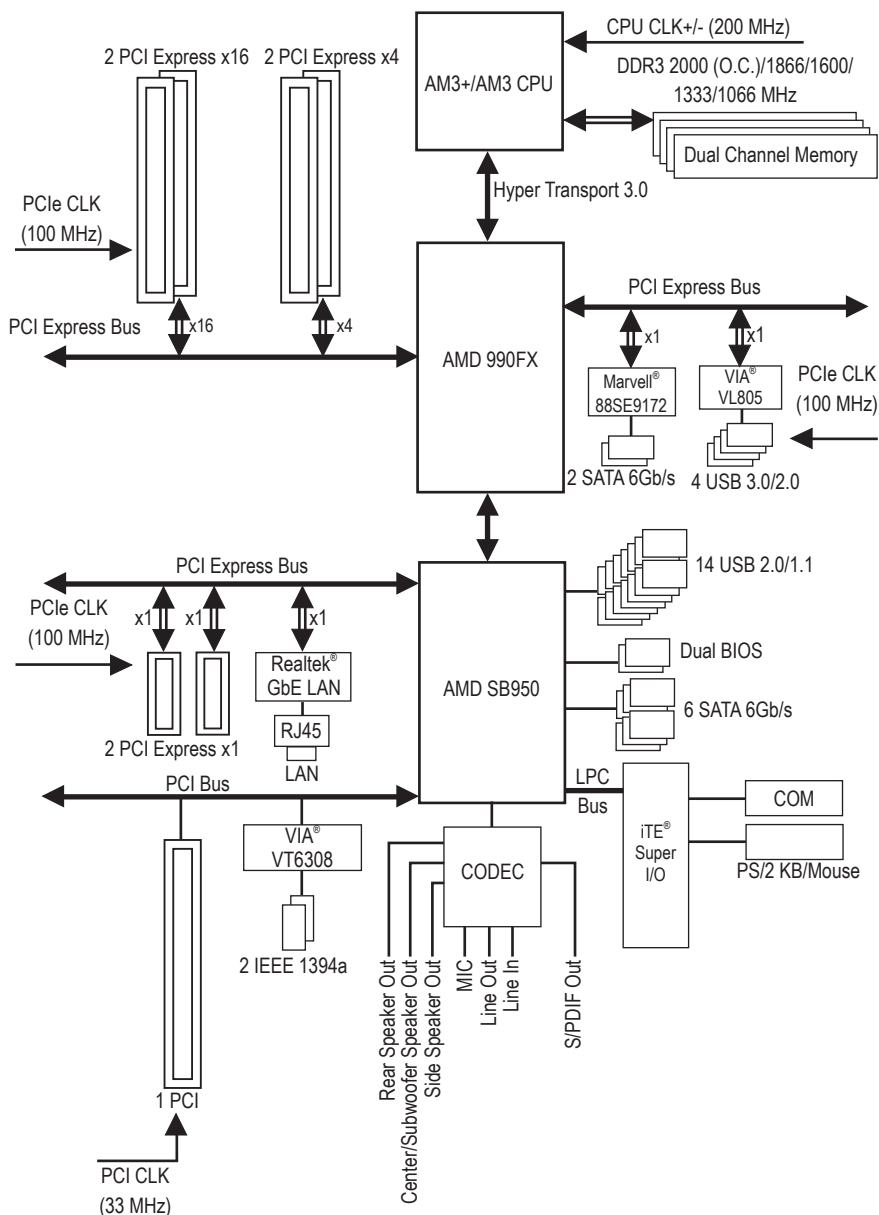 2 PCI Express x16
2 PCI Express x4
AM3+/AM3 CPU
CPU CLK+/- (200 MHz)
DDR3 2000 (O.C.)/1866/1600/
1333/1066 MHz
Dual Channel Memory
Hyper Transport 3.0
PCIe CLK
(100 MHz)
x16
x4
PCI Express Bus
AMD 990FX
PCI Express Bus
x1
x1
Marvell®
88SE9172
VIA®
VL805
PCIe CLK
(100 MHz)
2 SATA 6Gb/s
4 USB 3.0/2.0
PCI Express Bus
PCIe CLK
(100 MHz)
x1
x1
x1
Realtek®
GbE LAN
RJ45
LAN
2 PCI Express x1
AMD SB950
14 USB 2.0/1.1
Dual BIOS
6 SATA 6Gb/s
PCI Bus
LPC
Bus
iTE®
Super
I/O
COM
PS/2 KB/Mouse
VIA®
VT6308
2 IEEE 1394a
CODEC
Rear Speaker Out
Center/Subwoofer Speaker Out
Side Speaker Out
MIC
Line Out
Line In
S/PDIF Out
1 PCI
PCI CLK
(33 MHz)